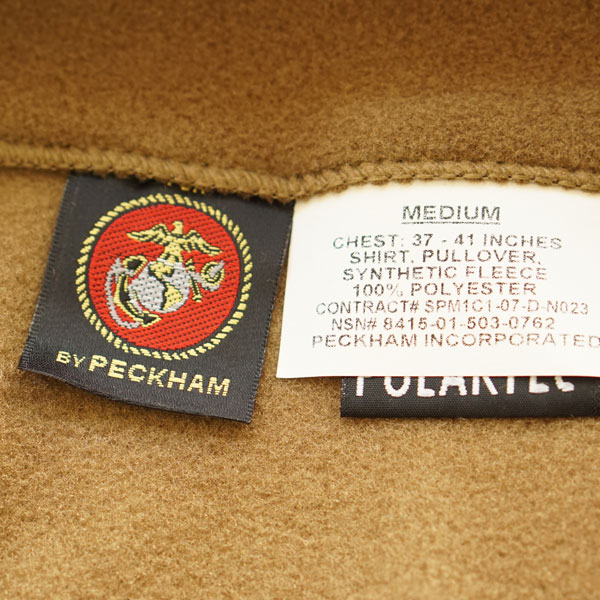 BY PECKHAM
MEDIUM
CHEST: 37 - 41 INCHES
SHIRT, PULLOVER,
SYNTHETIC FLEECE
100% POLYESTER
CONTRACT# SPM1C1-07-D-N023
NSN# 8415-01-503-0762
PECKHAM INCORPORATED
POLARTEC